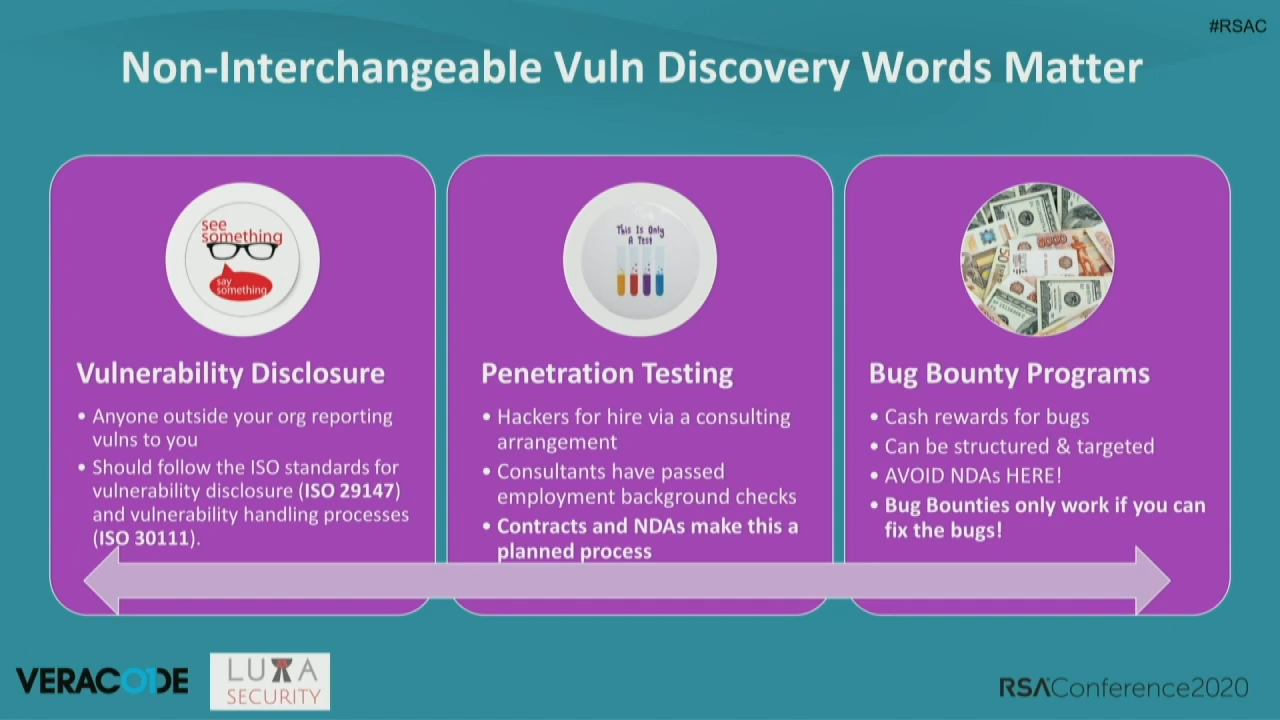 #RSAC
Non-Interchangeable Vuln Discovery Words Matter
see
something
say
something
Vulnerability Disclosure
• Anyone outside your org reporting
vulns to you
• Should follow the ISO standards for
vulnerability disclosure (ISO 29147)
and vulnerability handling processes
(ISO 30111).
This Is Only
A Test
Penetration Testing
• Hackers for hire via a consulting
arrangement
• Consultants have passed
employment background checks
• Contracts and NDAs make this a
planned process
5000
50
Bug Bounty Programs
• Cash rewards for bugs
• Can be structured & targeted
• AVOID NDAs HERE!
• Bug Bounties only work if you can
fix the bugs!
VERACODE
LUTA
SECURITY
RSAConference2020